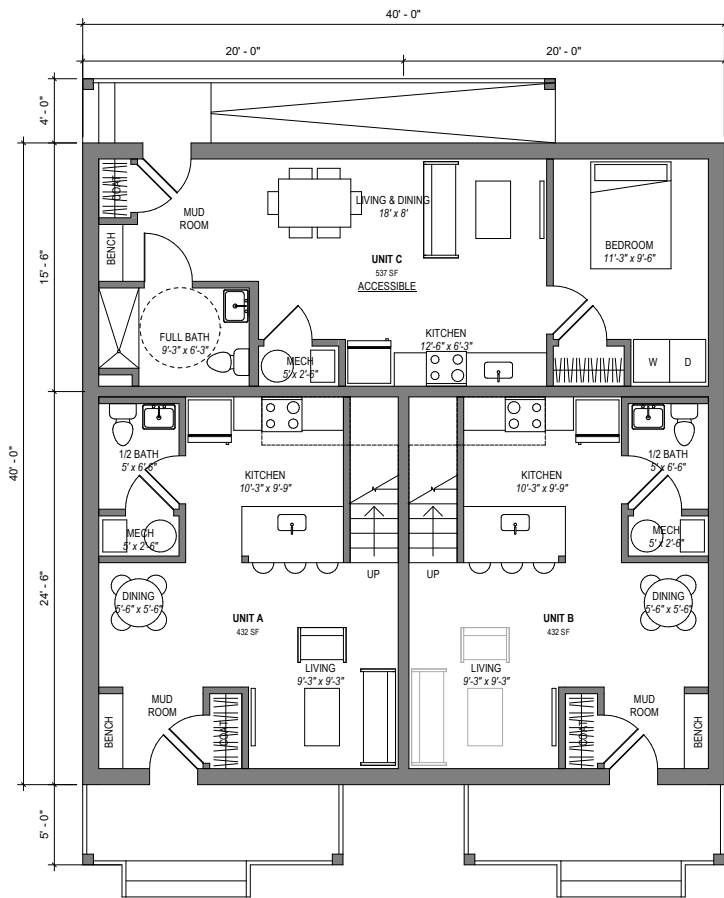 40' - 0"
20' - 0"
20' - 0"
4' - 0"
15' - 6"
40' - 0"
24' - 6"
5' - 0"
COAT
MUD
ROOM
BENCH
LIVING & DINING
18' x 8'
UNIT C
537 SF
ACCESSIBLE
BEDROOM
11'-3" x 9'-6"
FULL BATH
9'-3" x 6'-3"
MECH
5' x 2'-6"
KITCHEN
12'-6" x 6'-3"
W
D
1/2 BATH
5' x 6'-6"
KITCHEN
10'-3" x 9'-9"
MECH
5' x 2'-6"
UP
DINING
5'-6" x 5'-6"
UNIT A
432 SF
LIVING
9'-3" x 9'-3"
MUD
ROOM
BENCH
COAT
KITCHEN
10'-3" x 9'-9"
1/2 BATH
5' x 6'-6"
MECH
5' x 2'-6"
UP
DINING
5'-6" x 5'-6"
UNIT B
432 SF
LIVING
9'-3" x 9'-3"
MUD
ROOM
COAT
BENCH